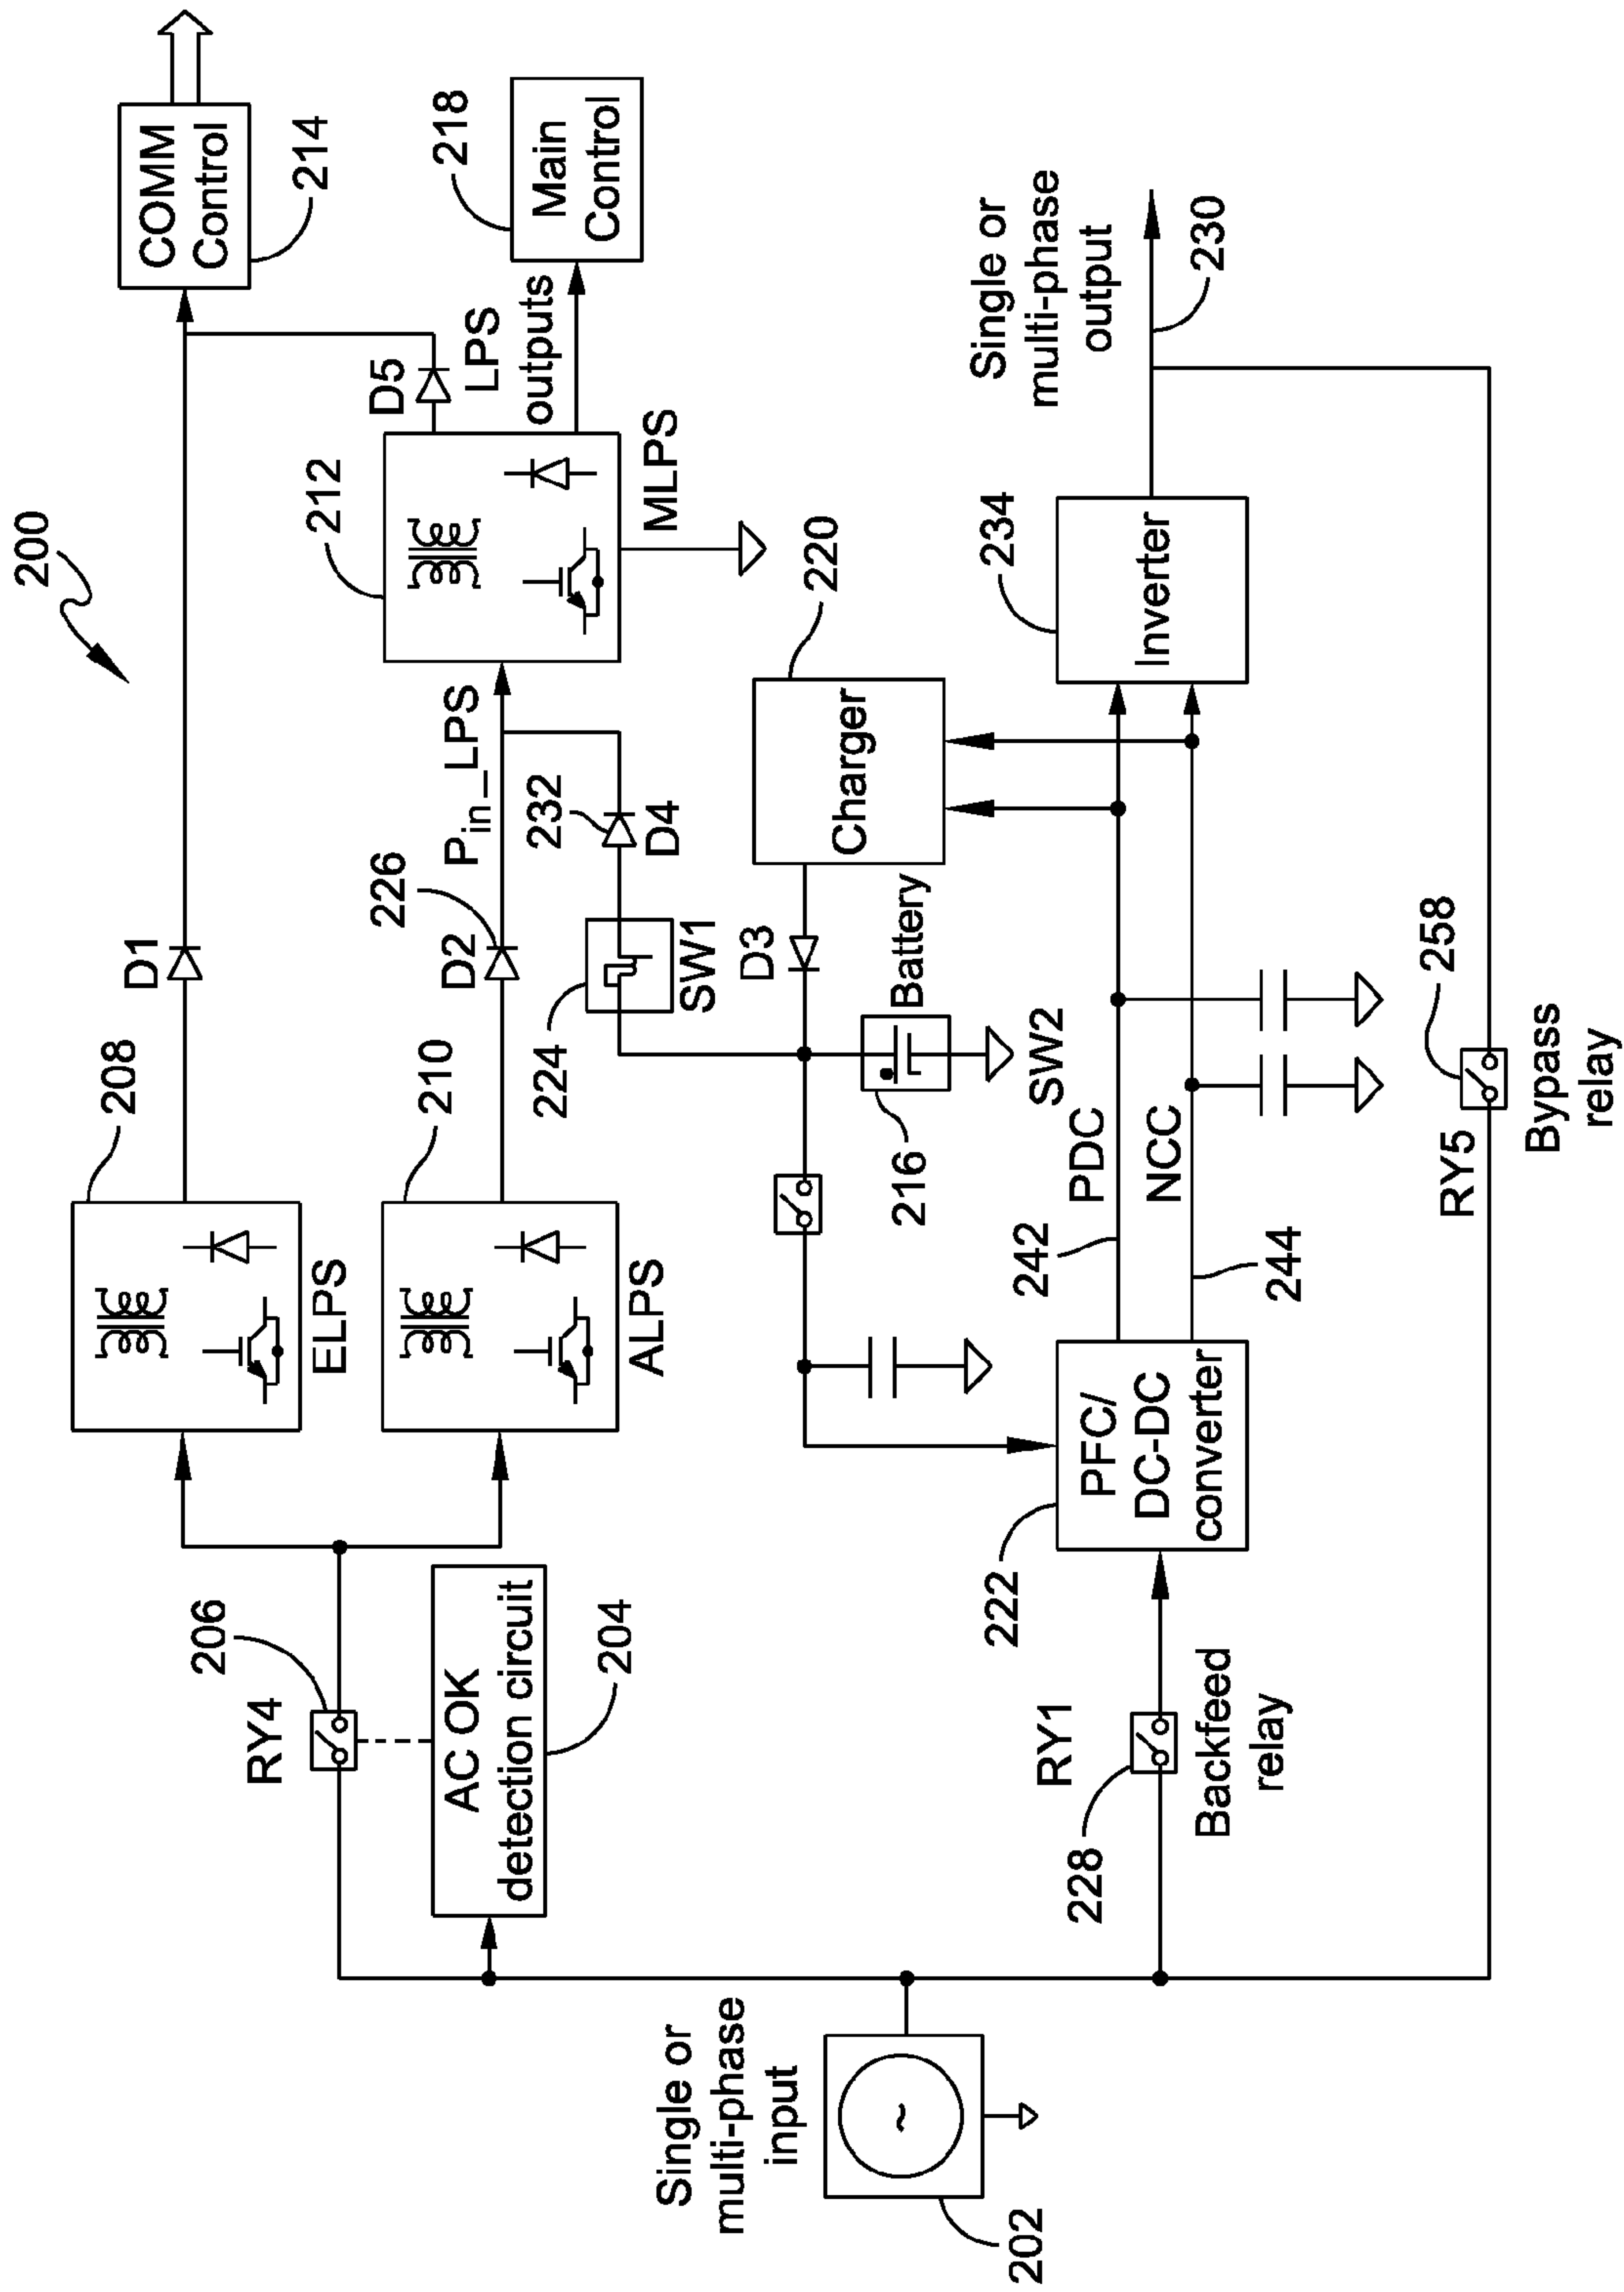 200
COMM
Control
214
D1
208
ELPS
212
D5
LPS
outputs
218
Main
Control
MLPS
226
D2
P_in_LPS
210
ALPS
206
RY4
AC OK
detection circuit
204
232
D4
224
SW1
220
Charger
D3
Battery
216
SW2
Single or
multi-phase
input
202
RY1
228
Backfeed
relay
222
PFC/
DC-DC
converter
PDC
242
NCC
244
234
Inverter
Single or
multi-phase
output
230
258
RY5
Bypass
relay